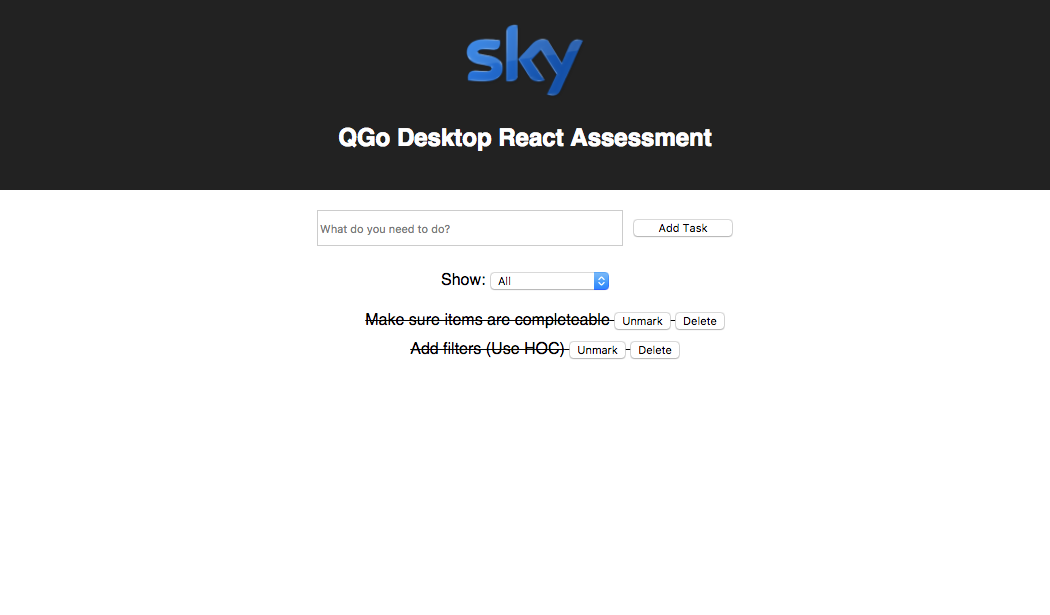 sky
QGo Desktop React Assessment
What do you need to do? Add Task
Show: All
Make sure items are completeable Unmark Delete
Add filters (Use HOC) Unmark Delete